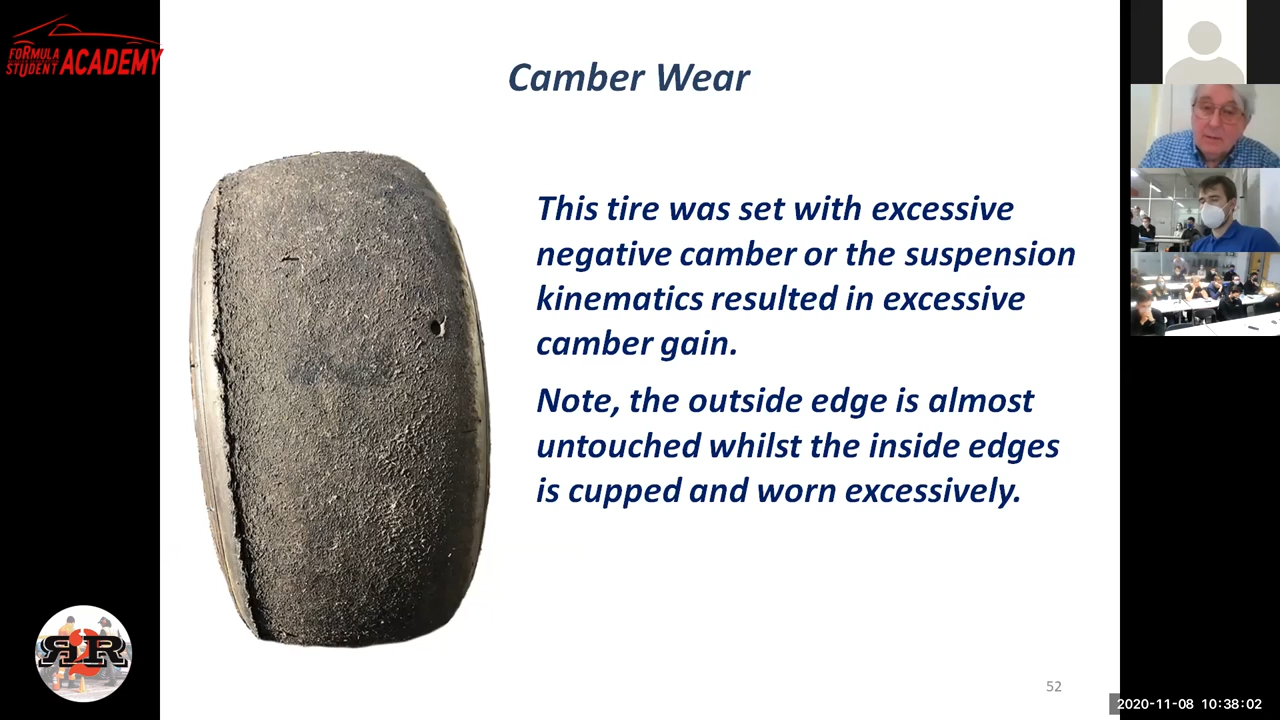 FORMULA
STUDENT ACADEMY
Camber Wear
This tire was set with excessive
negative camber or the suspension
kinematics resulted in excessive
camber gain.
Note, the outside edge is almost
untouched whilst the inside edges
is cupped and worn excessively.
R2R
52
2020-11-08 10:38:02